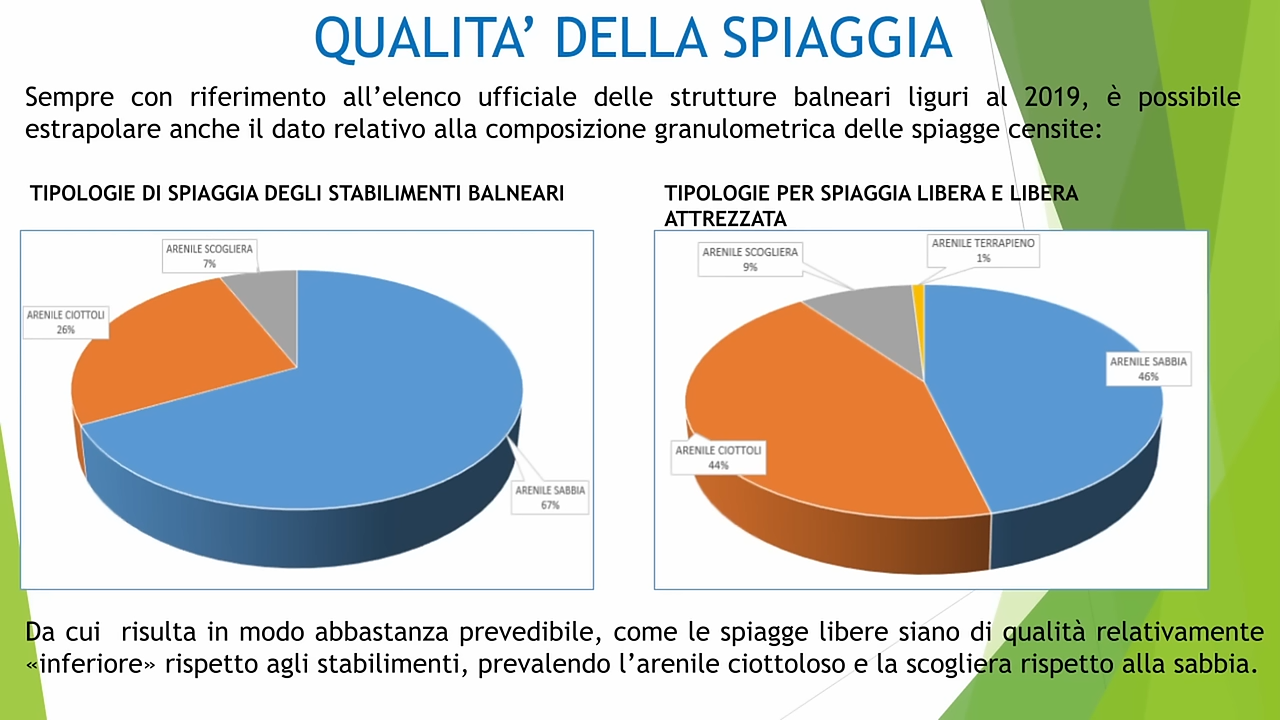 QUALITA’ DELLA SPIAGGIA
Sempre con riferimento all’elenco ufficiale delle strutture balneari liguri al 2019, è possibile
estrapolare anche il dato relativo alla composizione granulometrica delle spiagge censite:
TIPOLOGIE DI SPIAGGIA DEGLI STABILIMENTI BALNEARI
ARENILE SCOGLIERA
7%
ARENILE CIOTTOLI
26%
ARENILE SABBIA
67%
TIPOLOGIE PER SPIAGGIA LIBERA E LIBERA
ATTREZZATA
ARENILE SCOGLIERA
9%
ARENILE TERRAPIENO
1%
ARENILE SABBIA
46%
ARENILE CIOTTOLI
44%
Da cui risulta in modo abbastanza prevedibile, come le spiagge libere siano di qualità relativamente
«inferiore» rispetto agli stabilimenti, prevalendo l’arenile ciottoloso e la scogliera rispetto alla sabbia.